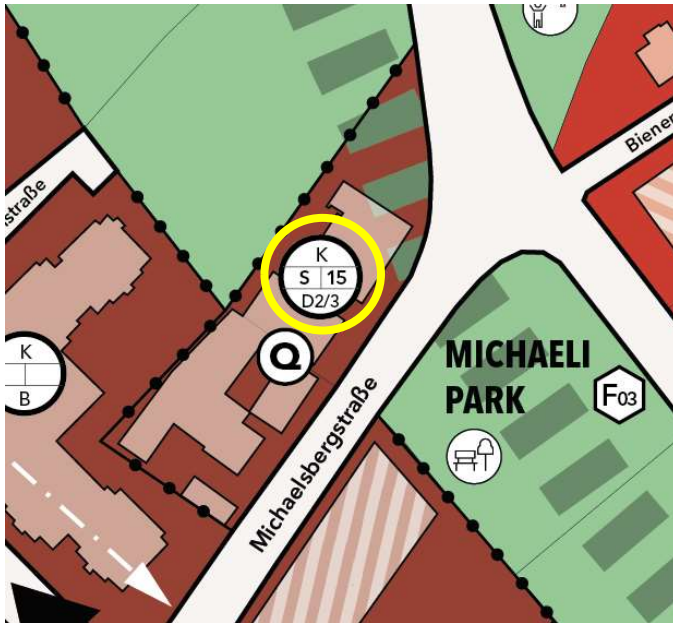 Biener
straße
K
S 15
D2/3
Q
K
B
MICHAELI
PARK
F03
Michaelsbergstraße